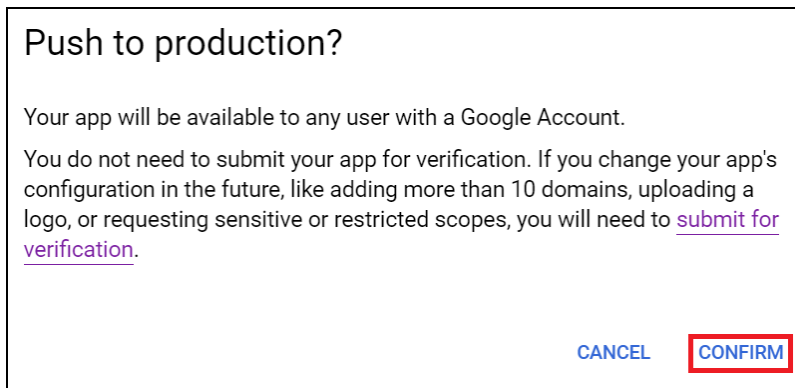 Push to production?
Your app will be available to any user with a Google Account.
You do not need to submit your app for verification. If you change your app's
configuration in the future, like adding more than 10 domains, uploading a
logo, or requesting sensitive or restricted scopes, you will need to submit for
verification.
CANCEL CONFIRM